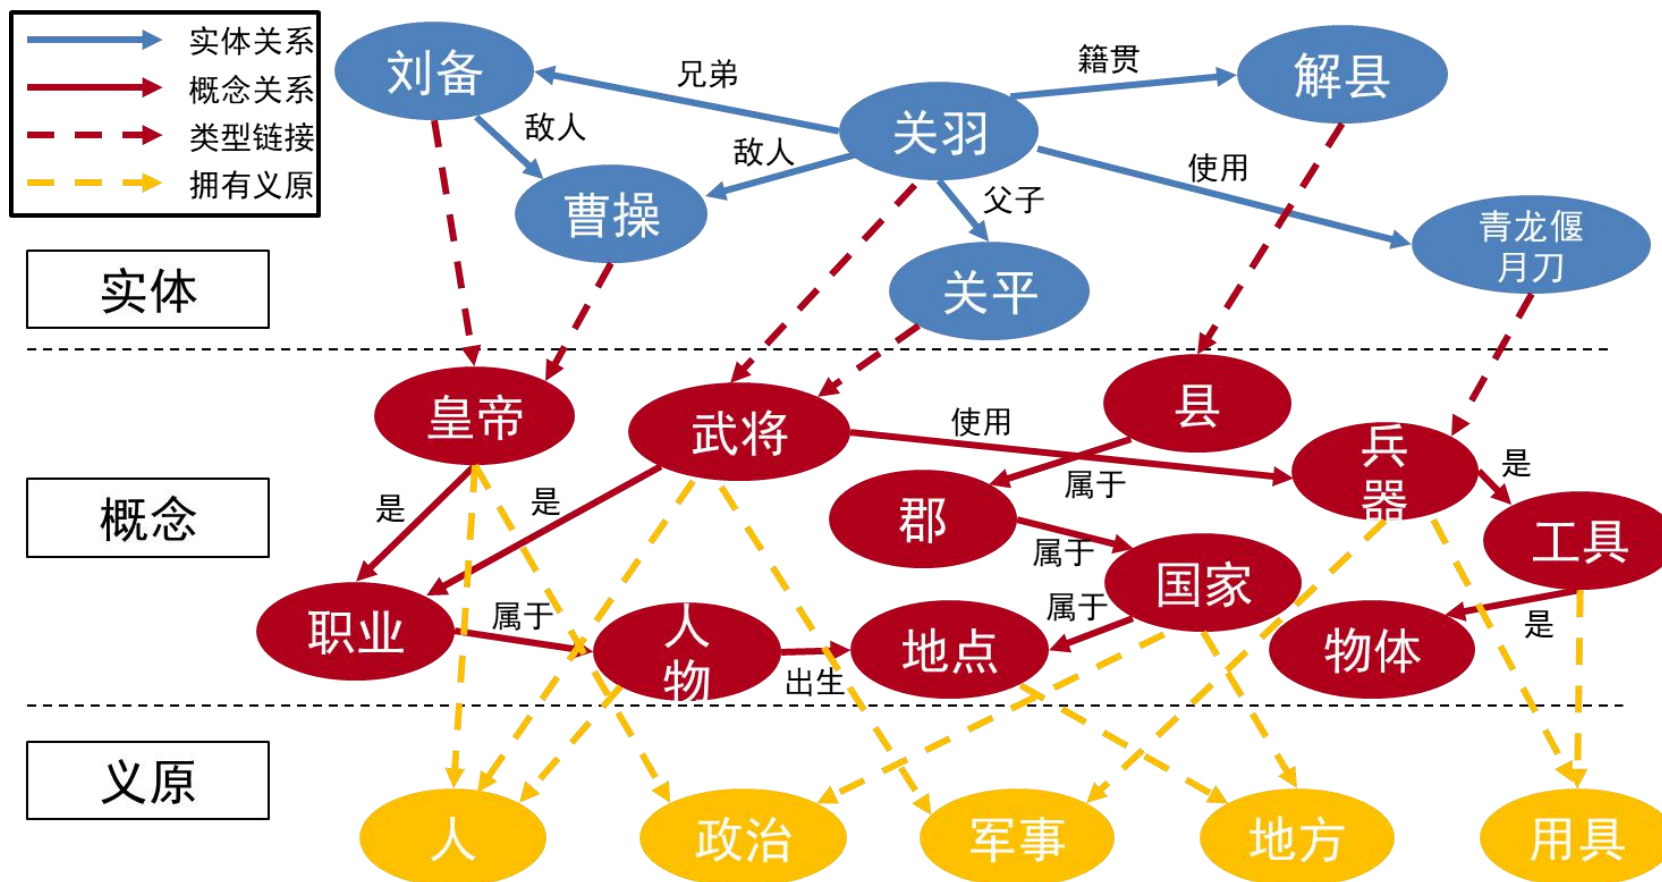 实体关系
概念关系
类型链接
拥有义原
刘备
兄弟
籍贯
解县
关羽
敌人
敌人
使用
曹操
父子
青龙偃
月刀
实体
关平
皇帝
武将
县
使用
兵
器
是
概念
是
是
属于
郡
工具
属于
国家
职业
属于
人
物
出生
地点
属于
物体
是
义原
人
政治
军事
地方
用具